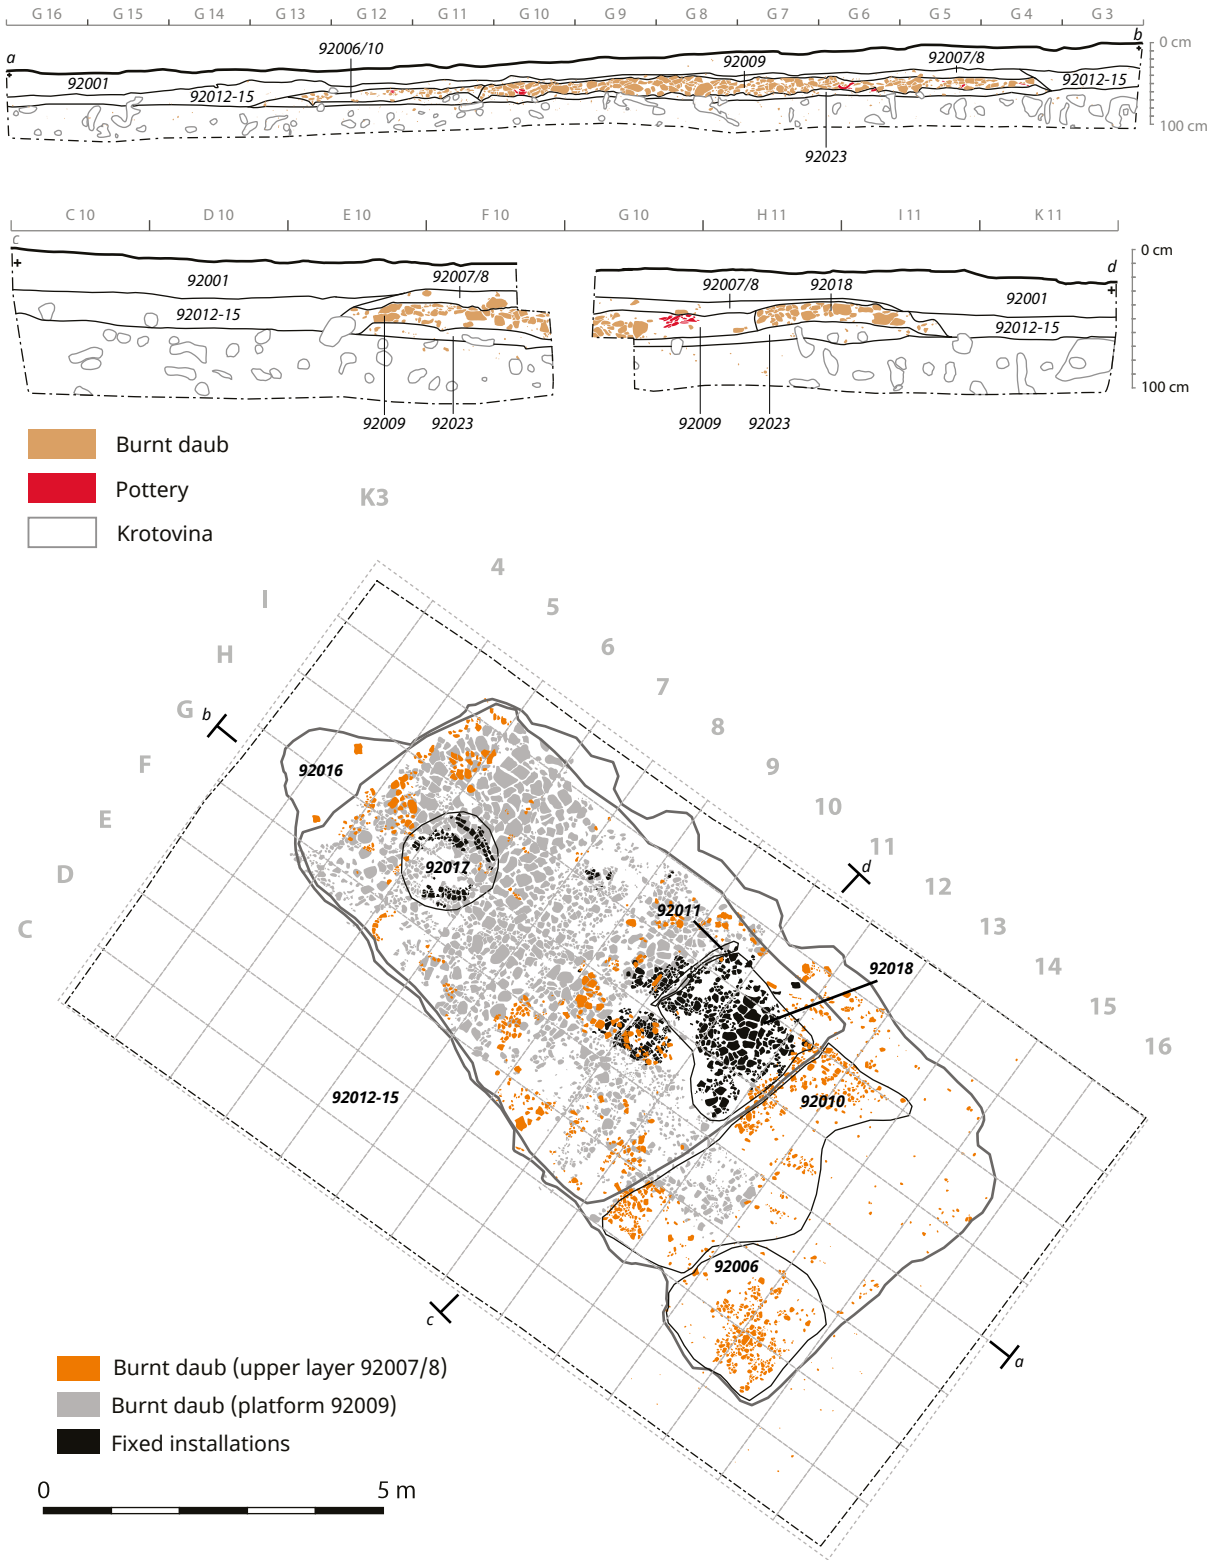 G 16 G 15 G 14 G 13 G 12 G 11 G 10 G 9 G 8 G 7 G 6 G 5 G 4 G 3
a 92001 92012-15 92006/10 92009 92007/8 92012-15 b
0 cm
100 cm
92023
C 10 D 10 E 10 F 10 G 10 H 11 I 11 K 11
c 92001 92007/8 92012-15
92007/8 92018 92001 92012-15 d
0 cm
100 cm
92009 92023 92009 92023
Burnt daub
Pottery
Krotovina
K3
4
I
5
H
6
7
G
b
8
F
9
92016
10
E
11
D
92017
d
12
92011
C
13
92018
14
15
16
92012-15
92010
92006
c
a
Burnt daub (upper layer 92007/8)
Burnt daub (platform 92009)
Fixed installations
0 5 m